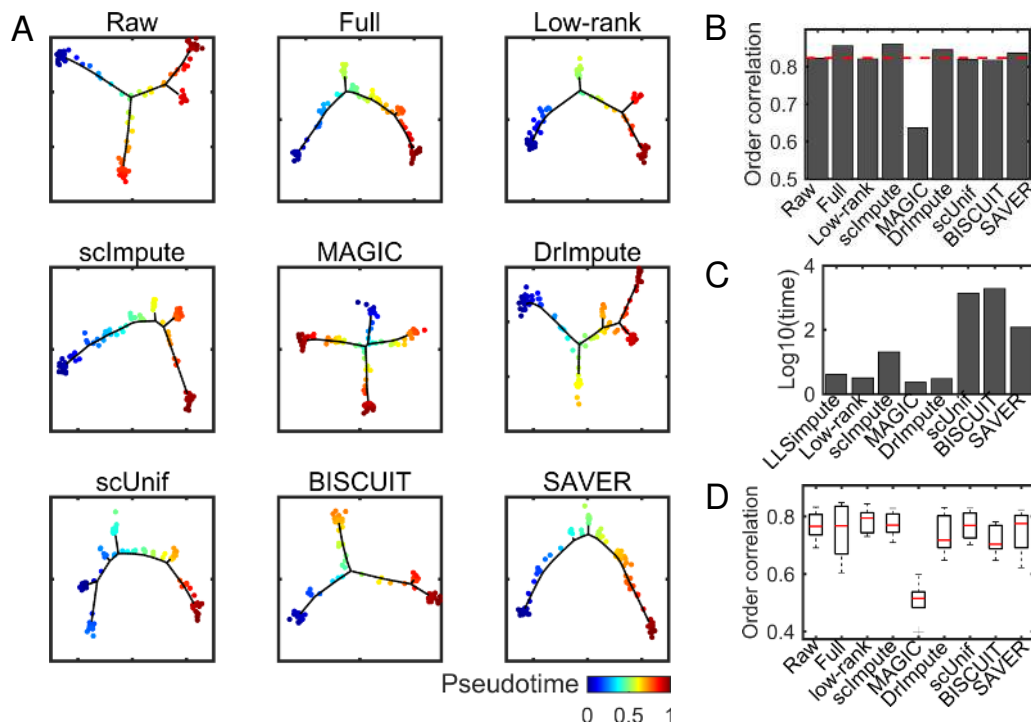 A
Raw
Full
Low-rank
scImpute
MAGIC
DrImpute
scUnif
BISCUIT
SAVER
Pseudotime
0 0.5 1
B
Order correlation
0.8
0.7
0.6
0.5
Raw
Full
Low-rank
scImpute
MAGIC
DrImpute
scUnif
BISCUIT
SAVER
C
Log10(time)
4
2
0
LLSimpute
Low-rank
scImpute
MAGIC
DrImpute
scUnif
BISCUIT
SAVER
D
Order correlation
0.8
0.6
0.4
Raw
Full
low-rank
scImpute
MAGIC
DrImpute
scUnif
BISCUIT
SAVER